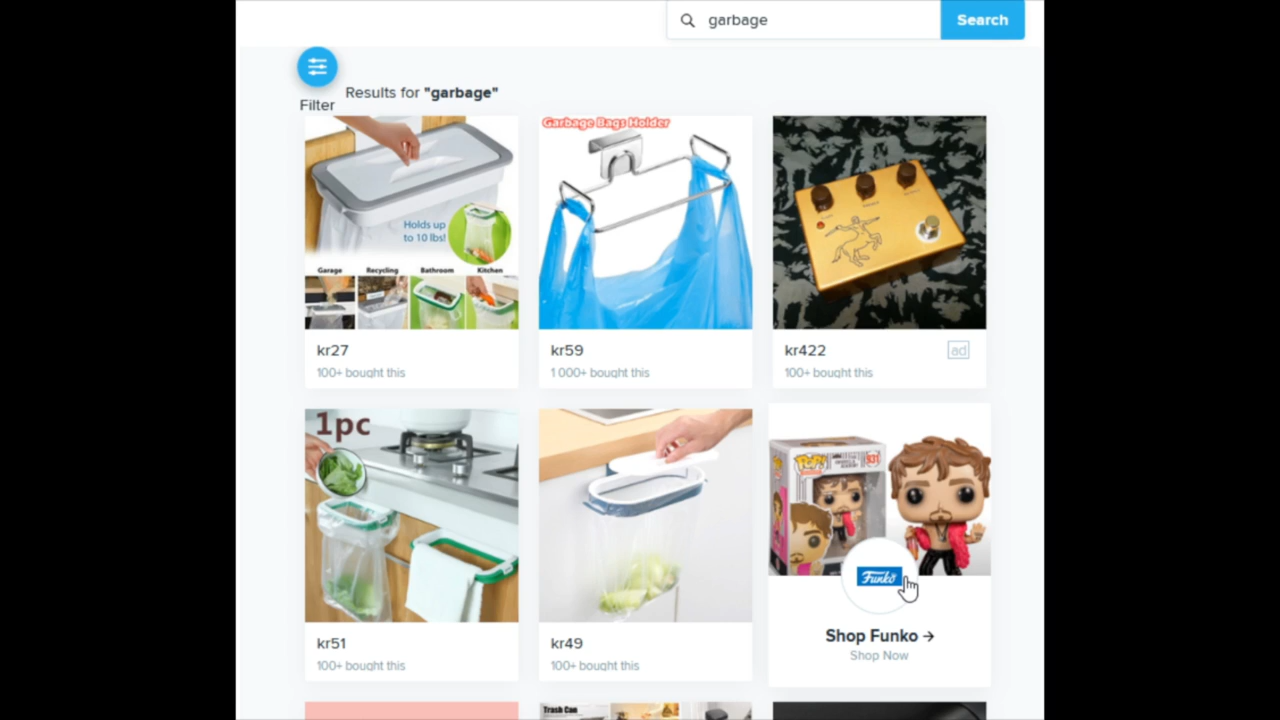 garbage
Search
Filter
Results for "garbage"
Holds up
to 10 lbs!
Garage Recycling Bathroom Kitchen
kr27
100+ bought this
Garbage Bags Holder
kr59
1 000+ bought this
kr422
ad
100+ bought this
1pc
kr51
100+ bought this
kr49
100+ bought this
POP!
Funko
Shop Funko →
Shop Now
Trash Can